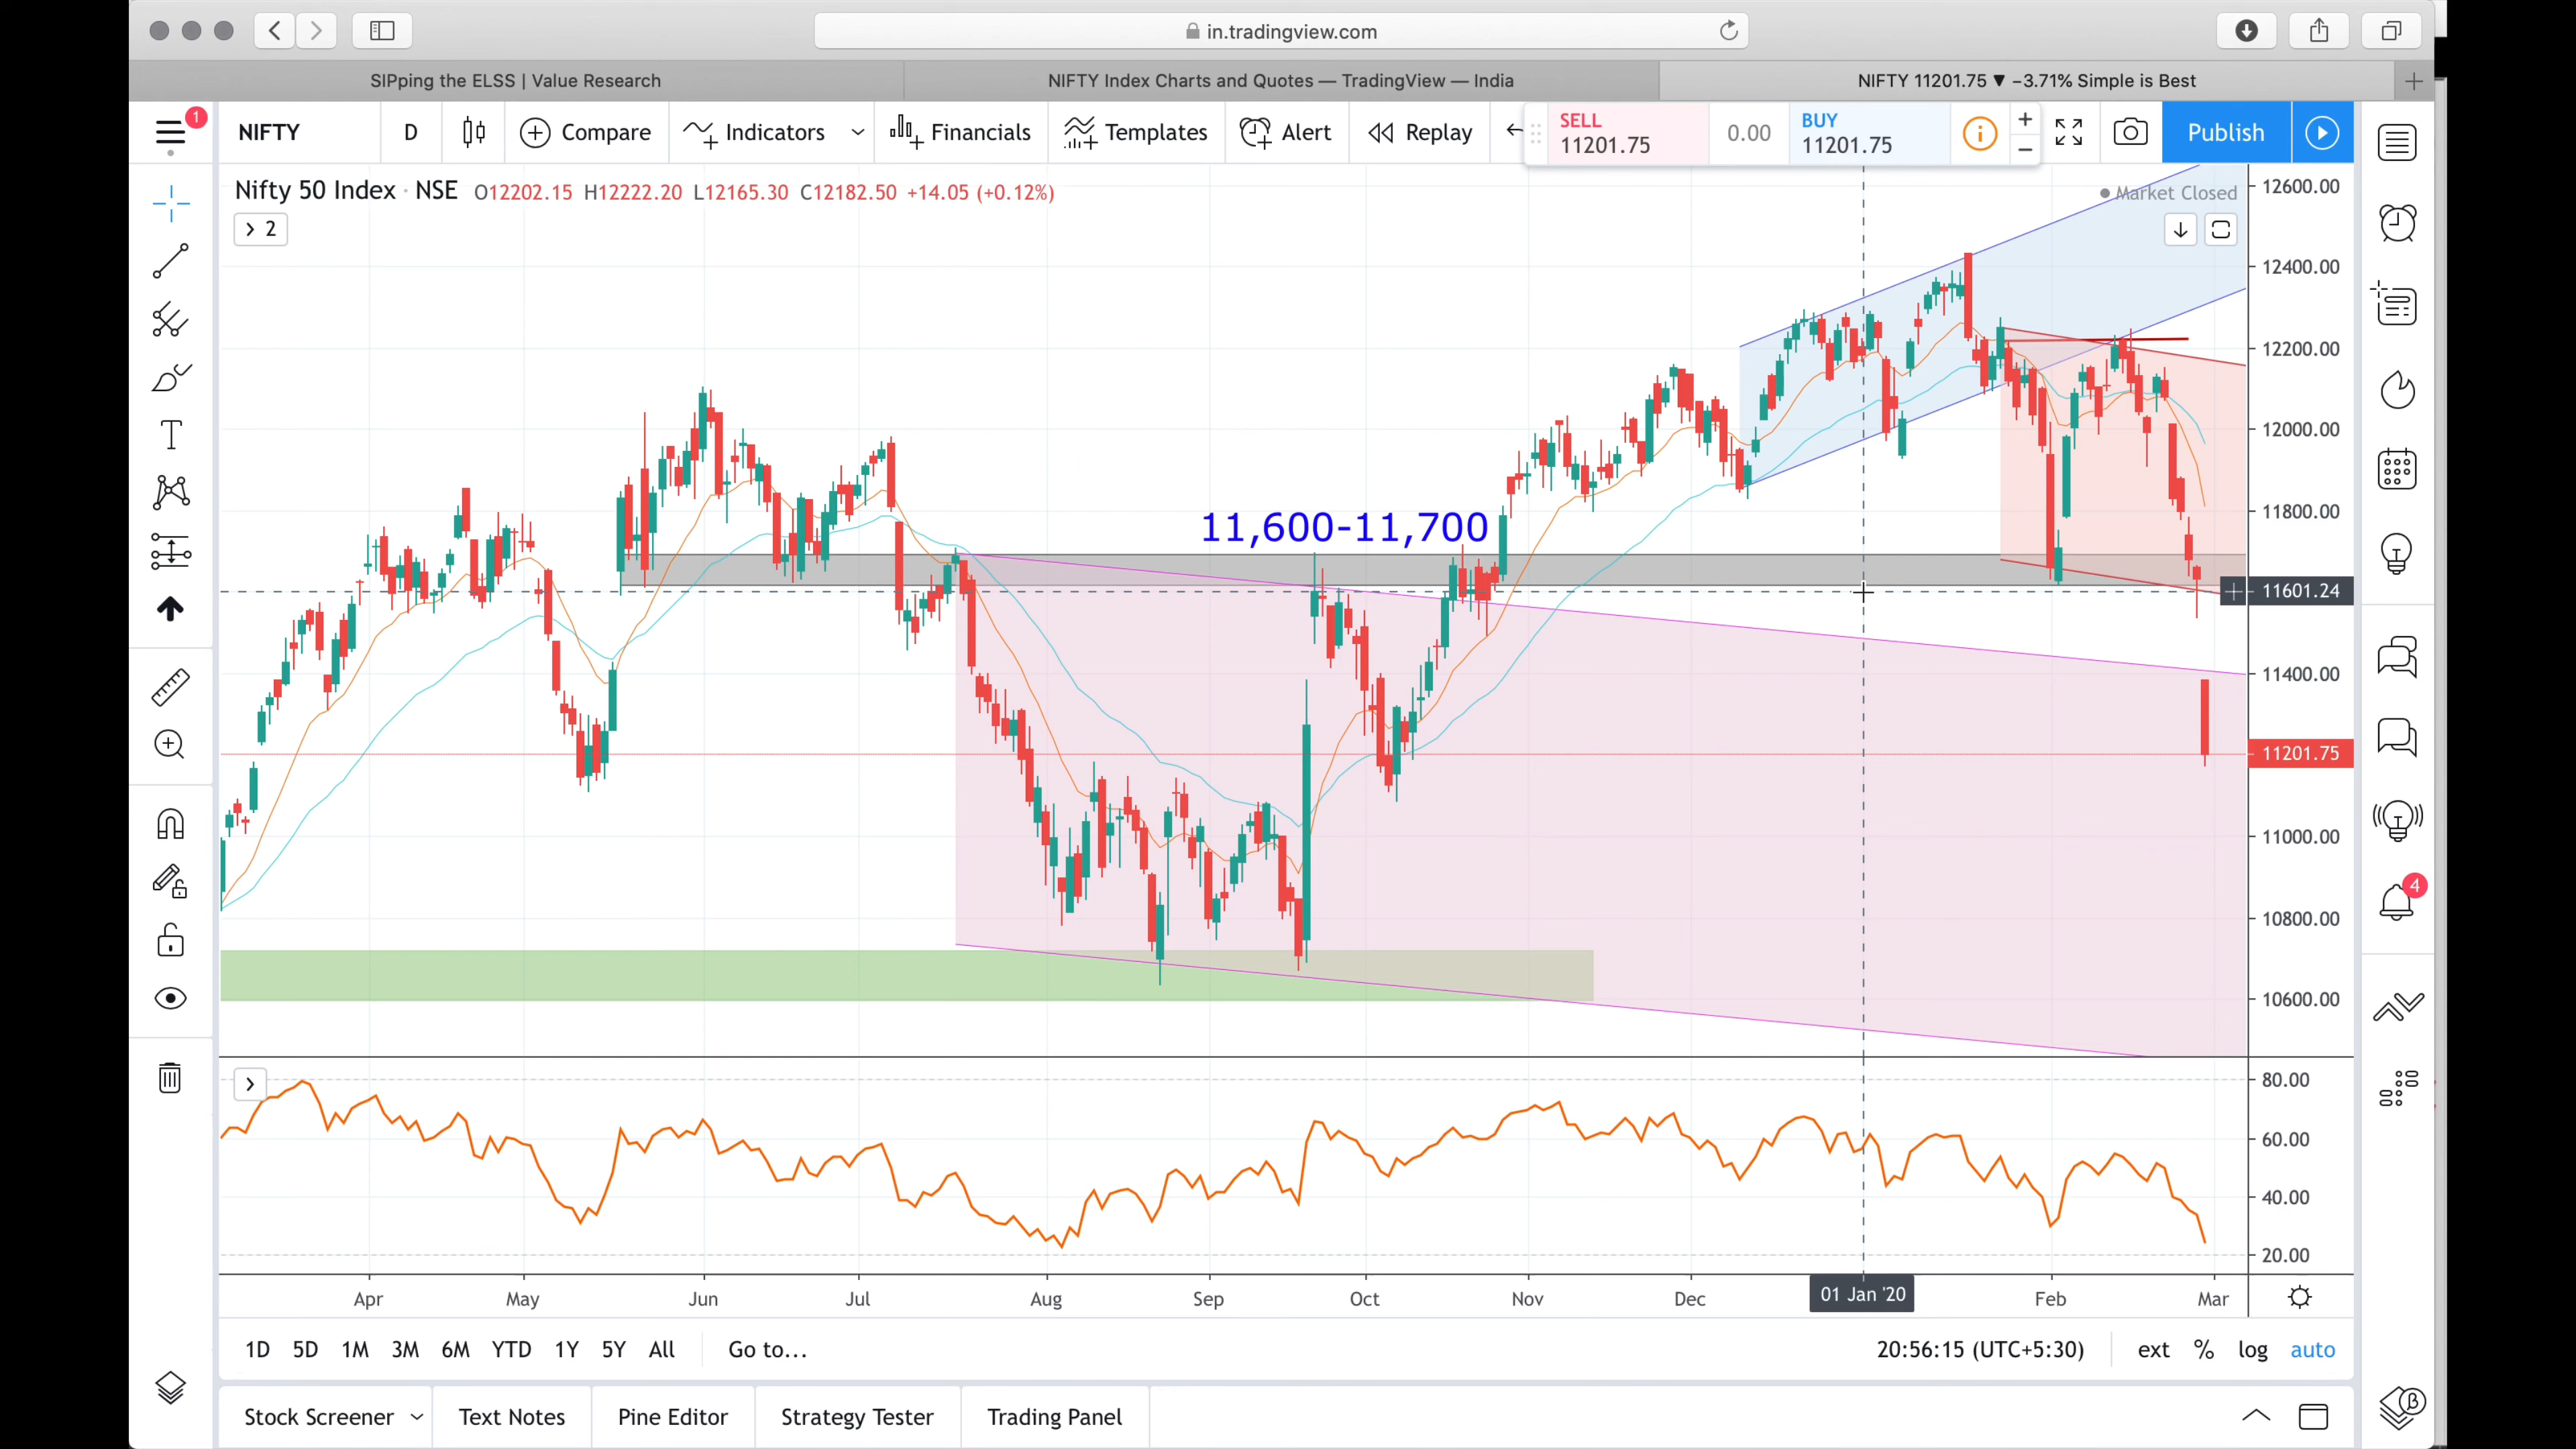 in.tradingview.com
SIPping the ELSS | Value Research
NIFTY Index Charts and Quotes — TradingView — India
NIFTY 11201.75 ▼ −3.71% Simple is Best
1
NIFTY
D
Compare
Indicators
Financials
Templates
Alert
Replay
SELL
11201.75
0.00
BUY
11201.75
Publish
Nifty 50 Index · NSE O12202.15 H12222.20 L12165.30 C12182.50 +14.05 (+0.12%)
2
Market Closed
11,600-11,700
12600.00
12400.00
12200.00
12000.00
11800.00
11601.24
11400.00
11201.75
11000.00
10800.00
10600.00
4
80.00
60.00
40.00
20.00
Apr May Jun Jul Aug Sep Oct Nov Dec 01 Jan '20 Feb Mar
1D 5D 1M 3M 6M YTD 1Y 5Y All Go to...
20:56:15 (UTC+5:30) ext % log auto
Stock Screener Text Notes Pine Editor Strategy Tester Trading Panel